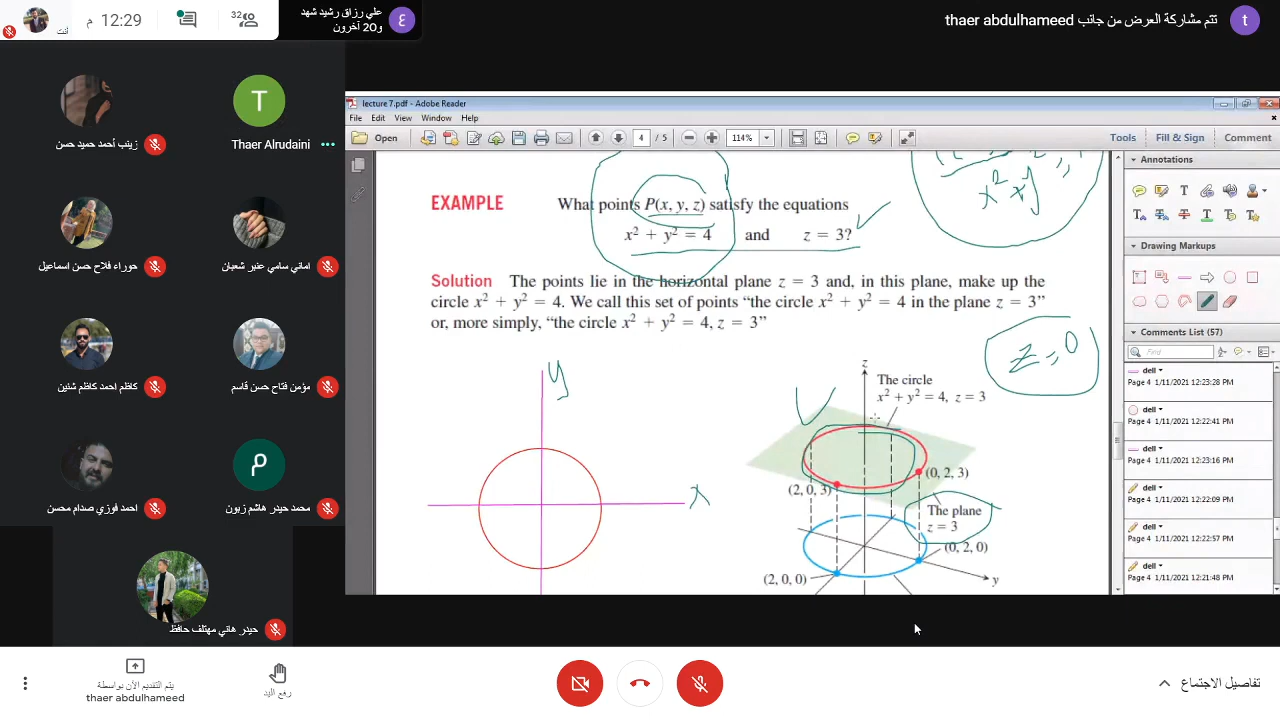 12:29 م
32
أنت
علي رزاق رشيد شهد
و20 آخرون
ع
تتم مشاركة العرض من جانب thaer abdulhameed
t
زينب أحمد حميد حسن
T
Thaer Alrudaini
حوراء فلاح حسن اسماعيل
اماني سامي عنبر شعبان
كاظم احمد كاظم شنين
مؤمن فتاح حسن قاسم
احمد فوزي صدام محسن
م
محمد حيدر هاشم زبون
حيدر هاني مهتلف حافظ
lecture 7.pdf - Adobe Reader
File Edit View Window Help
Open
4 / 5
114%
Tools Fill & Sign Comment
EXAMPLE What points P(x, y, z) satisfy the equations
x² + y² = 4 and z = 3?
Solution The points lie in the horizontal plane z = 3 and, in this plane, make up the
circle x² + y² = 4. We call this set of points “the circle x² + y² = 4 in the plane z = 3”
or, more simply, “the circle x² + y² = 4, z = 3”
z = 0
y
x
z
The circle
x² + y² = 4, z = 3
(0, 2, 3)
(2, 0, 3)
The plane
z = 3
(0, 2, 0)
(2, 0, 0)
y
Annotations
T
Drawing Markups
Comments List (57)
Find
dell
Page 4 1/11/2021 12:23:28 PM
dell
Page 4 1/11/2021 12:22:41 PM
dell
Page 4 1/11/2021 12:23:16 PM
dell
Page 4 1/11/2021 12:22:09 PM
dell
Page 4 1/11/2021 12:22:57 PM
dell
Page 4 1/11/2021 12:21:48 PM
يتم التقديم الآن بواسطة
thaer abdulhameed
رفع اليد
تفاصيل الاجتماع